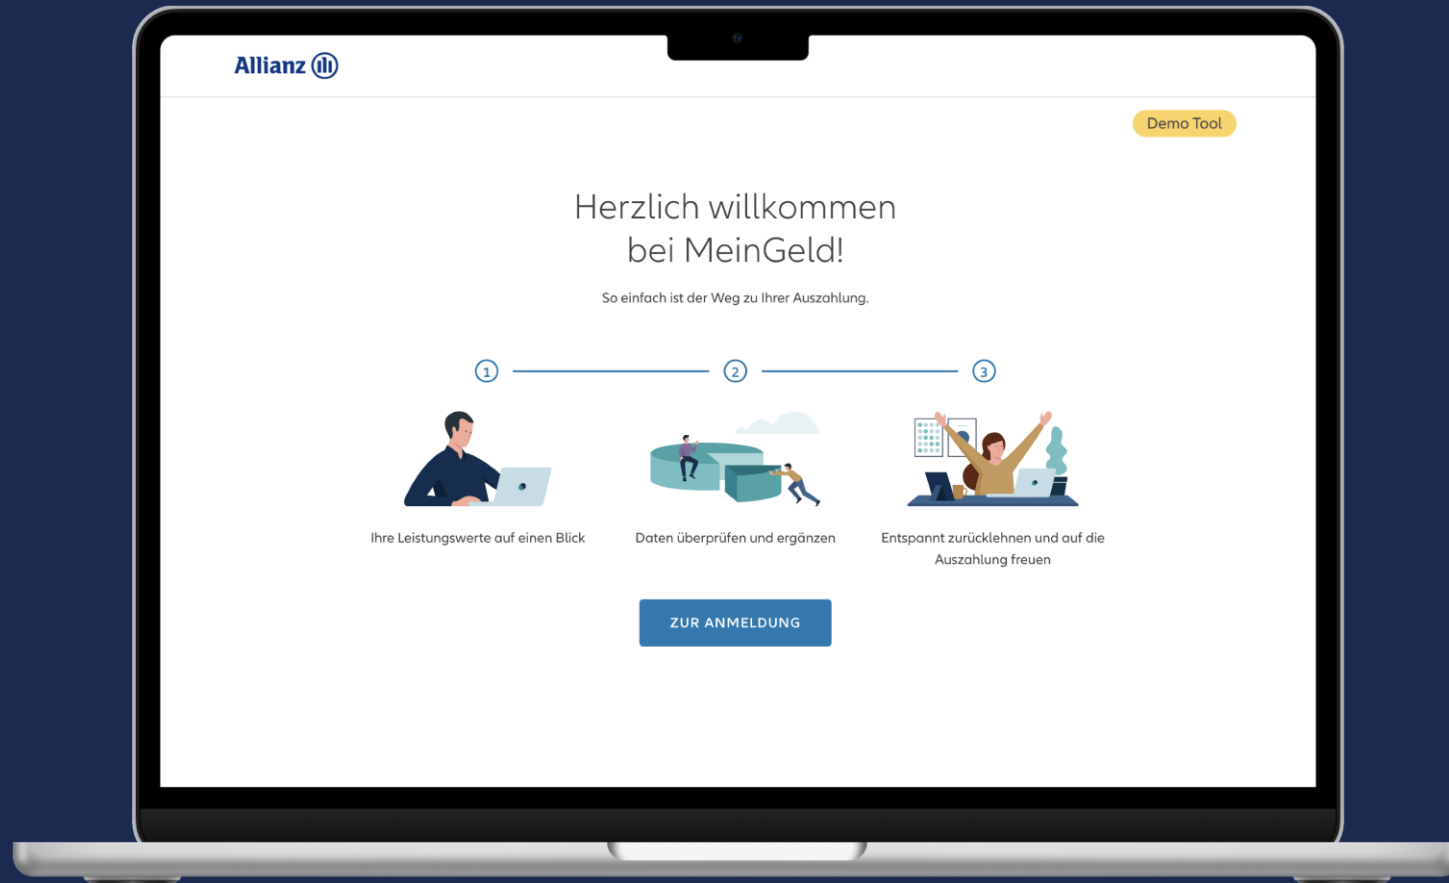 Allianz
Demo Tool
Herzlich willkommen
bei MeinGeld!
So einfach ist der Weg zu Ihrer Auszahlung.
1
2
3
Ihre Leistungswerte auf einen Blick
Daten überprüfen und ergänzen
Entspannt zurücklehnen und auf die
Auszahlung freuen
ZUR ANMELDUNG